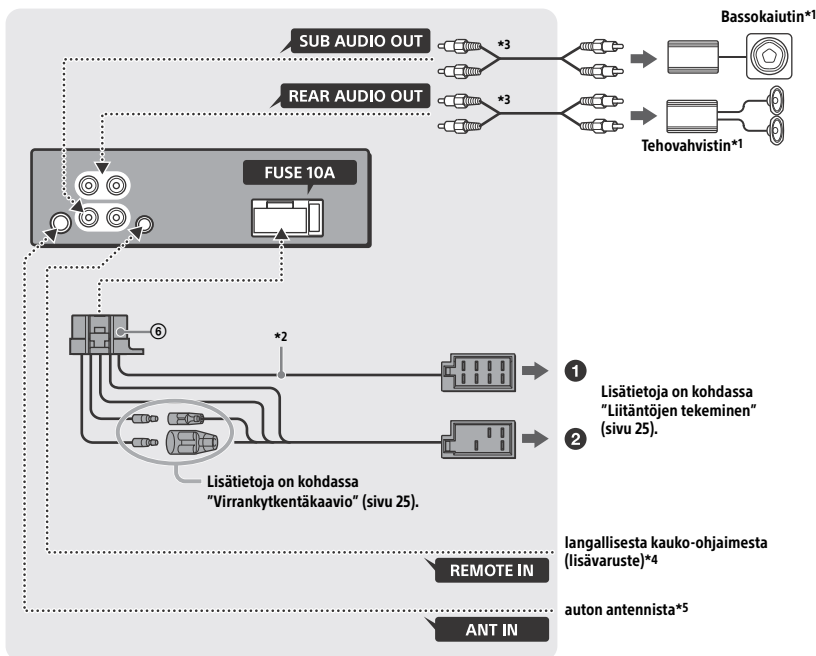 Bassokaiutin*1
SUB AUDIO OUT
*3
REAR AUDIO OUT
*3
Tehovahvistin*1
FUSE 10A
⑥
*2
❶
Lisätietoja on kohdassa
"Liitäntöjen tekeminen"
(sivu 25).
❷
Lisätietoja on kohdassa
"Virrankytkentäkaavio" (sivu 25).
langallisesta kauko-ohjaimesta
(lisävaruste)*4
REMOTE IN
auton antennista*5
ANT IN